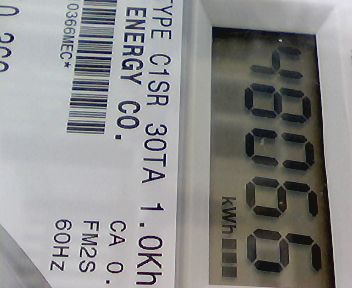 48066
kWh
TYPE C1SR 30TA 1.0Kh
ENERGY CO.
CA 0.
FM2S
0366MEC*
60Hz